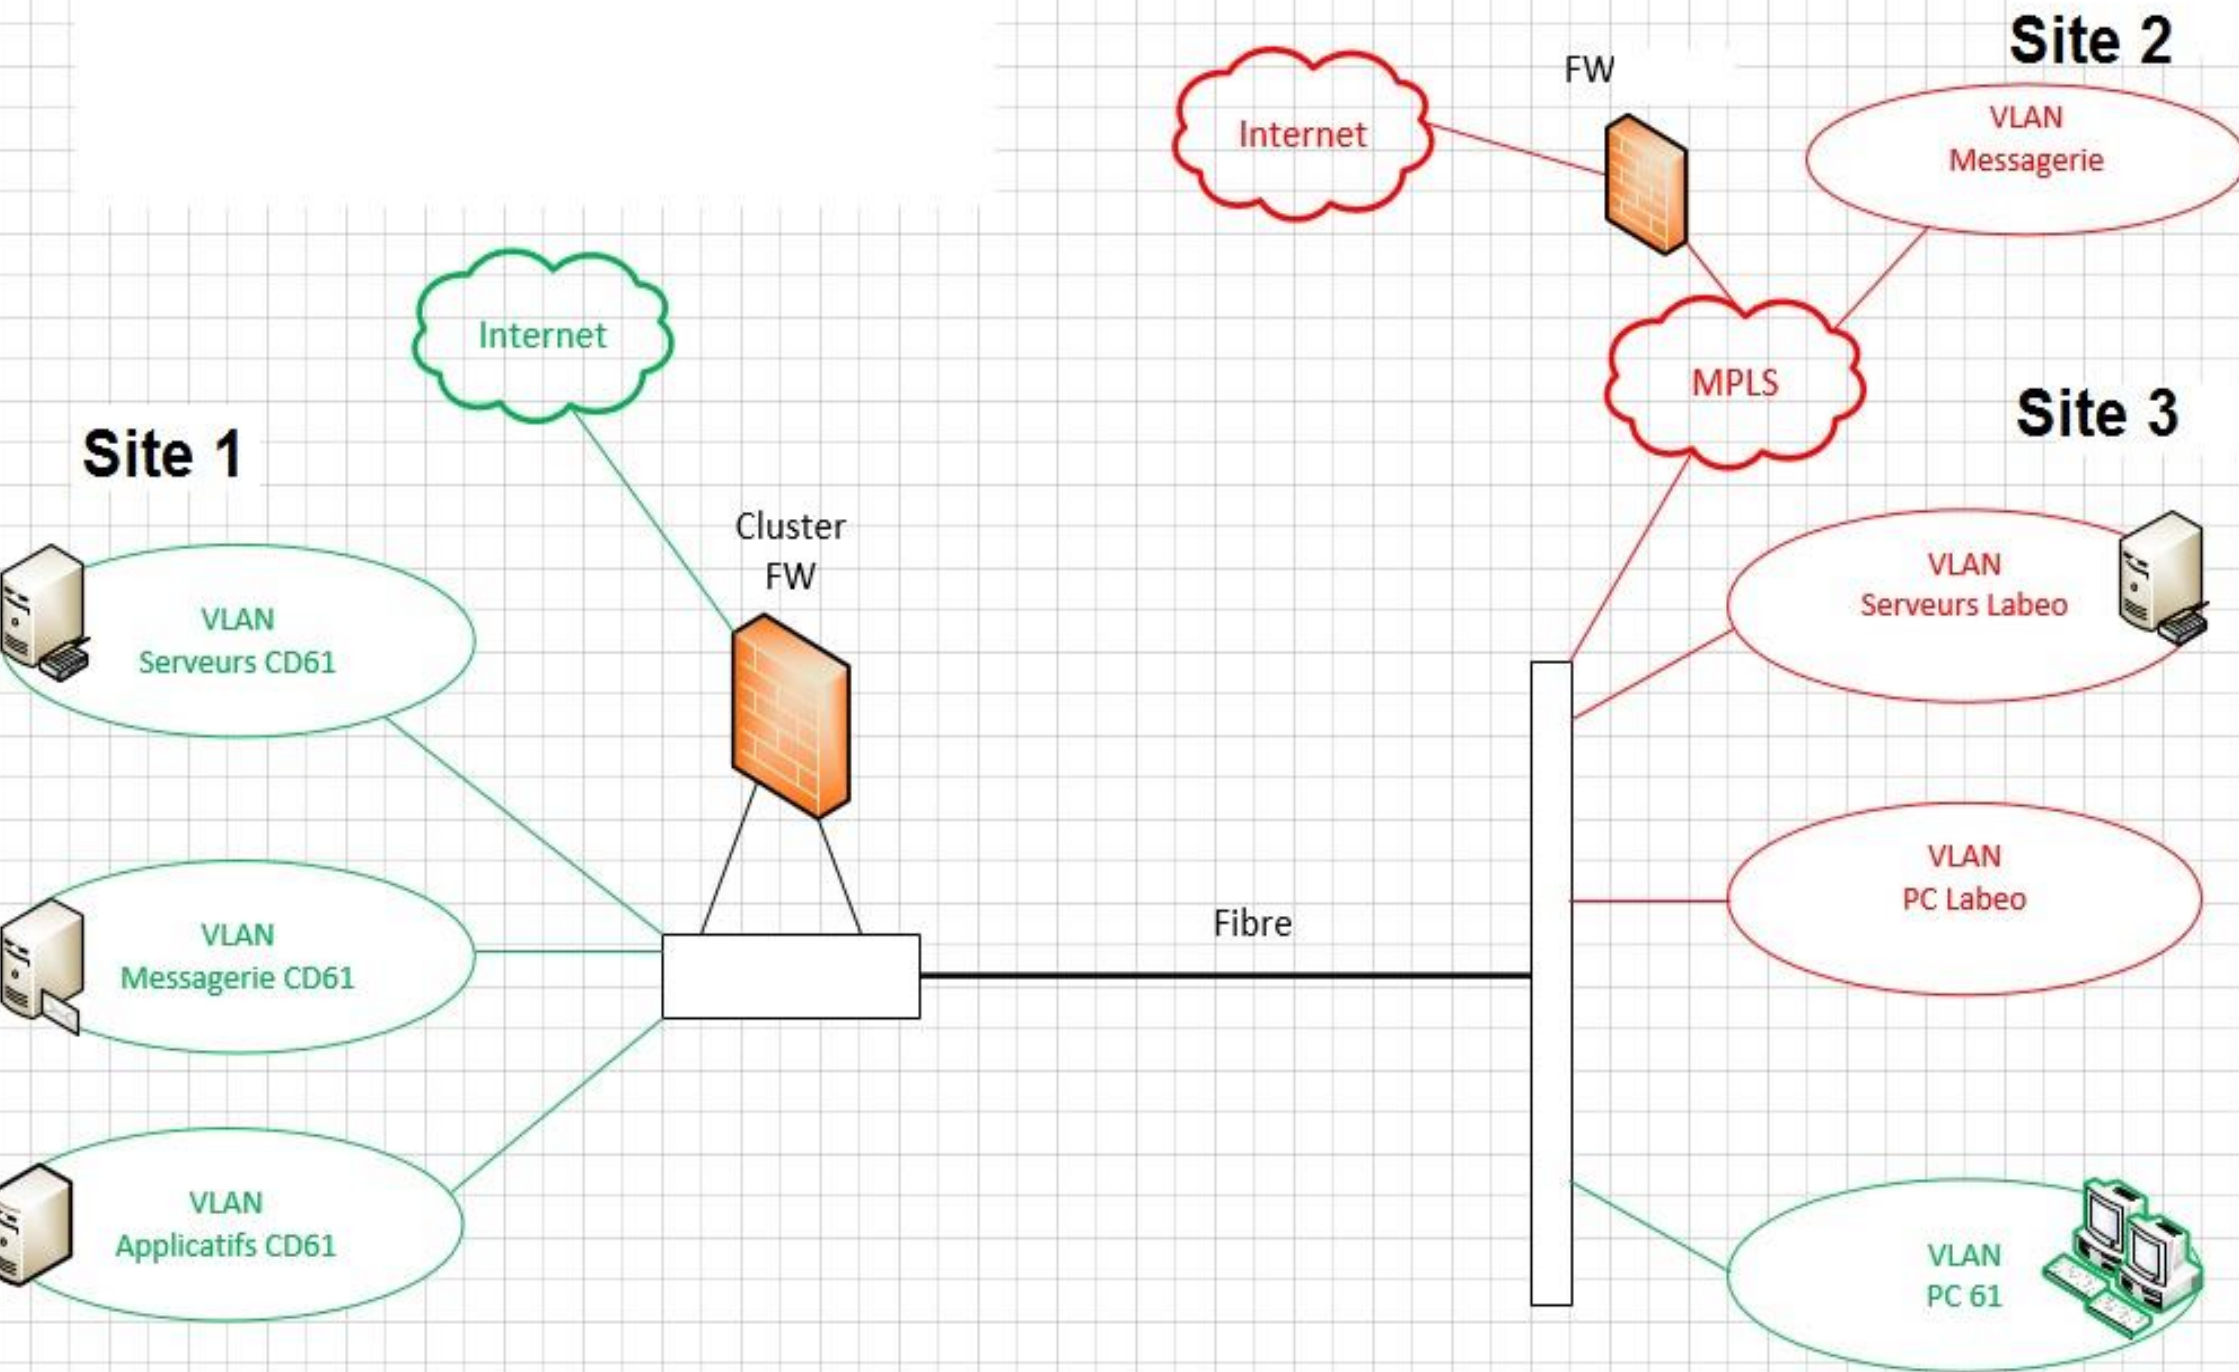 Site 2
FW
VLAN
Messagerie
Internet
Internet
MPLS
Site 3
Site 1
Cluster
FW
VLAN
Serveurs Labeo
VLAN
Serveurs CD61
VLAN
PC Labeo
Fibre
VLAN
Messagerie CD61
VLAN
Applicatifs CD61
VLAN
PC 61